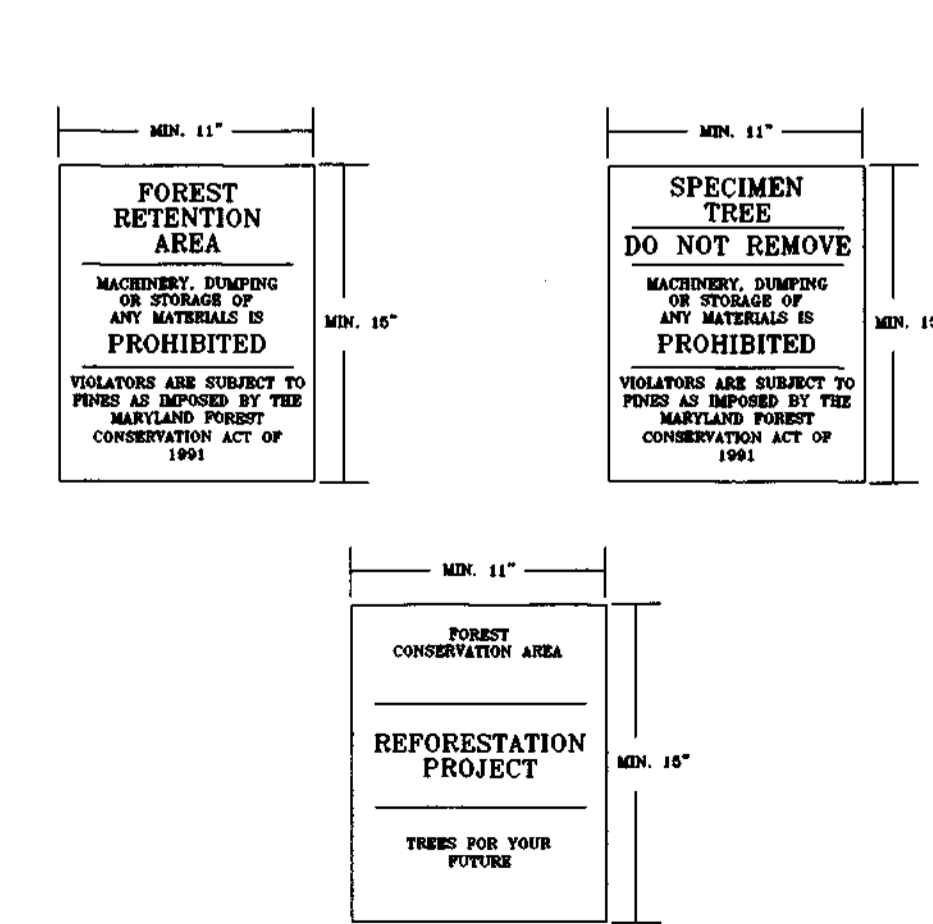 MIN. 11"
FOREST
RETENTION
AREA
MACHINERY, DUMPING
OR STORAGE OF
ANY MATERIALS IS
PROHIBITED
VIOLATORS ARE SUBJECT TO
FINES AS IMPOSED BY THE
MARYLAND FOREST
CONSERVATION ACT OF
1991
MIN. 15"
MIN. 11"
SPECIMEN
TREE
DO NOT REMOVE
MACHINERY, DUMPING
OR STORAGE OF
ANY MATERIALS IS
PROHIBITED
VIOLATORS ARE SUBJECT TO
FINES AS IMPOSED BY THE
MARYLAND FOREST
CONSERVATION ACT OF
1991
MIN.
MIN. 11"
FOREST
CONSERVATION AREA
REFORESTATION
PROJECT
TREES FOR YOUR
FUTURE
MIN. 15"